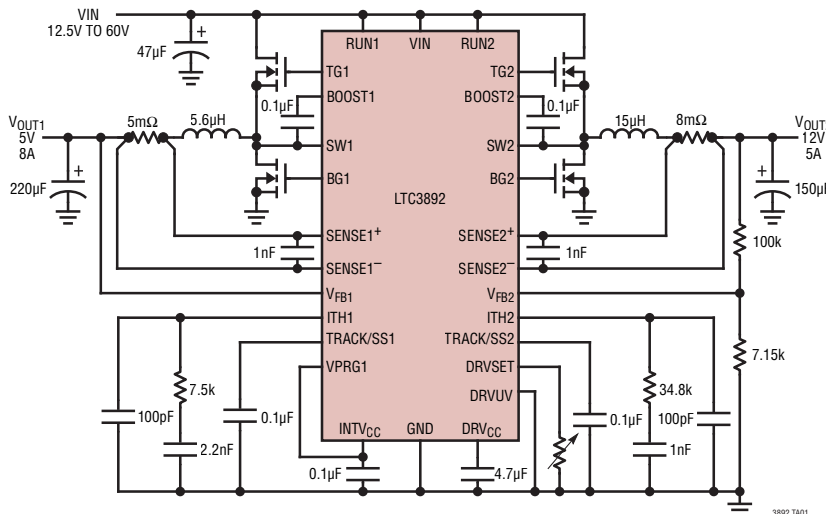 VIN
12.5V TO 60V
47µF
RUN1
VIN
RUN2
TG1
TG2
BOOST1
BOOST2
0.1µF
0.1µF
VOUT1
5V
8A
5mΩ
5.6µH
SW1
SW2
15µH
8mΩ
VOUT
12V
5A
220µF
BG1
BG2
150µF
LTC3892
SENSE1+
SENSE2+
1nF
1nF
100k
SENSE1−
SENSE2−
VFB1
VFB2
ITH1
ITH2
TRACK/SS1
TRACK/SS2
VPRG1
DRVSET
7.15k
7.5k
DRVUV
34.8k
100pF
0.1µF
0.1µF
100pF
INTVCC
GND
DRVCC
2.2nF
0.1µF
4.7µF
1nF
3892 TA01